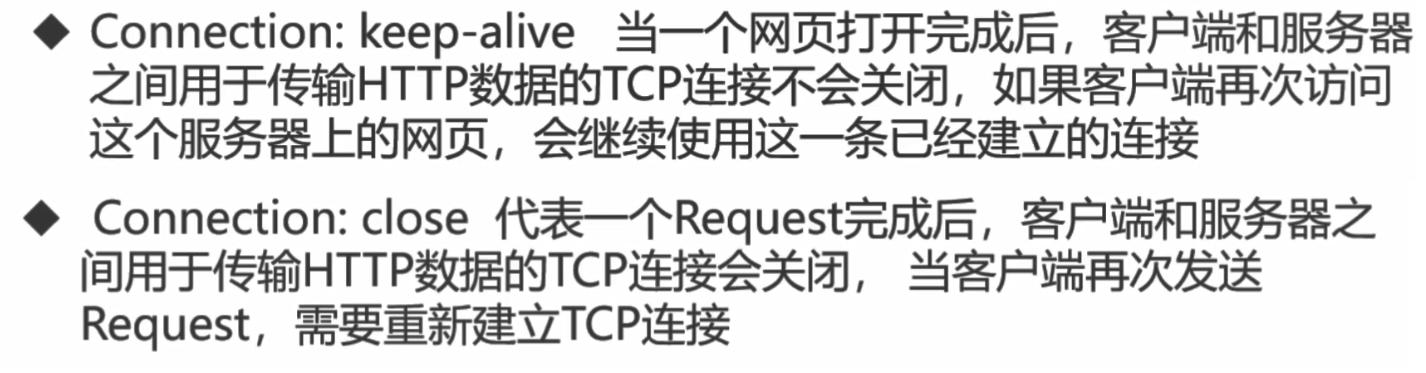 ◆ Connection: keep-alive 当一个网页打开完成后，客户端和服务器
之间用于传输HTTP数据的TCP连接不会关闭，如果客户端再次访问
这个服务器上的网页，会继续使用这一条已经建立的连接
◆ Connection: close 代表一个Request完成后，客户端和服务器之
间用于传输HTTP数据的TCP连接会关闭， 当客户端再次发送
Request，需要重新建立TCP连接